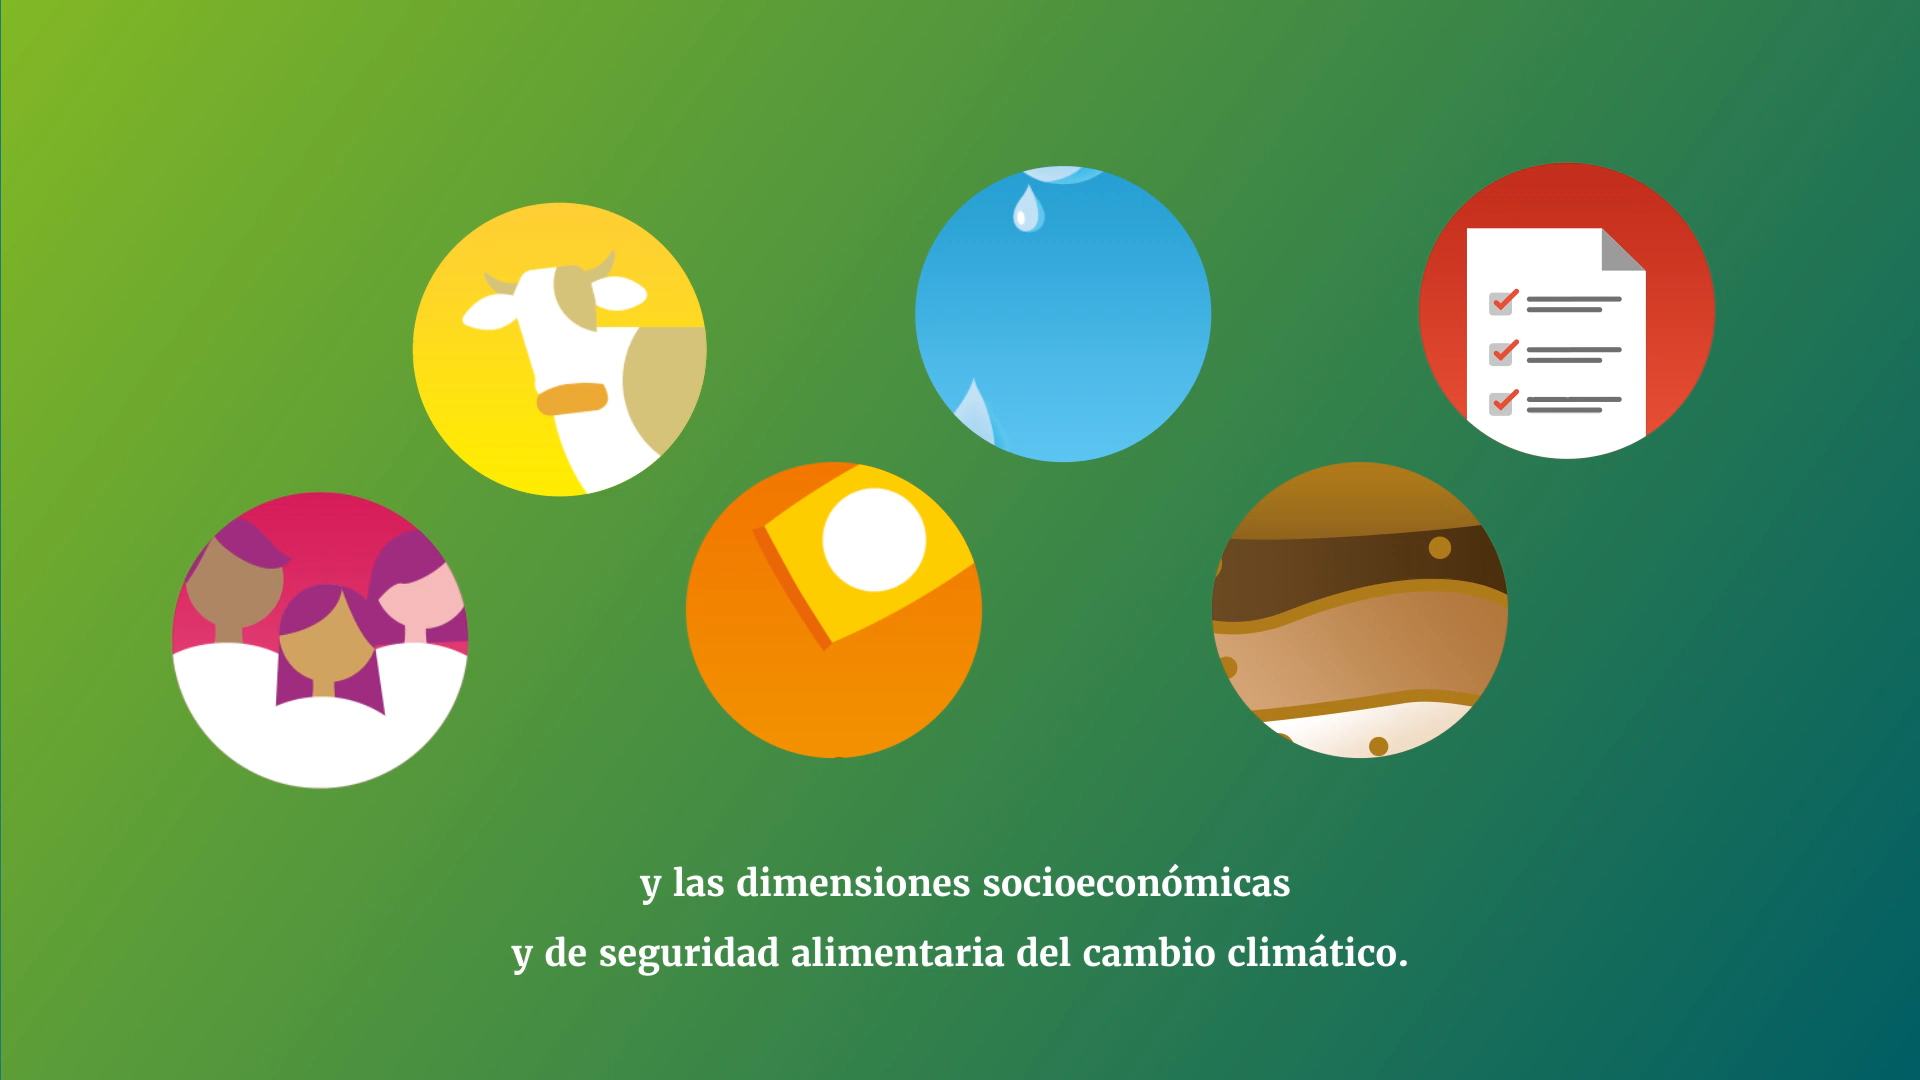 y las dimensiones socioeconómicas
y de seguridad alimentaria del cambio climático.